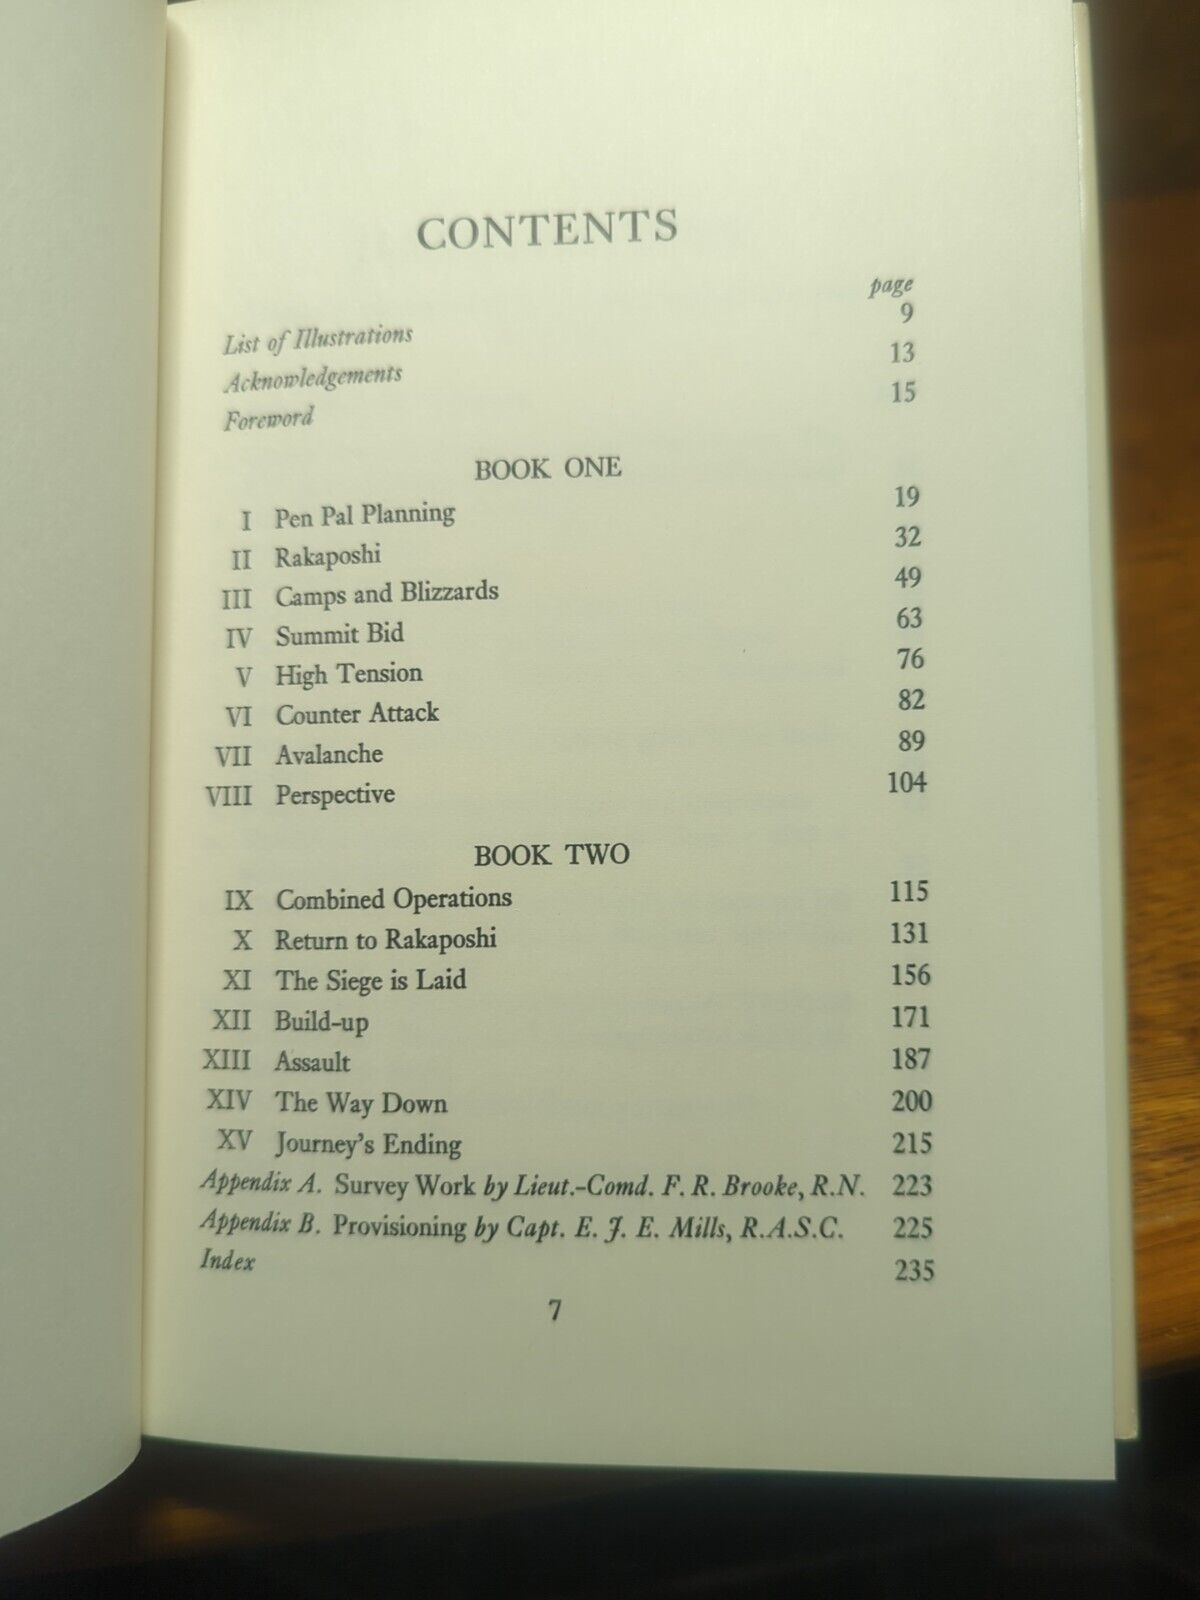 CONTENTS
page
List of Illustrations 9
Acknowledgements 13
Foreword 15
BOOK ONE
I Pen Pal Planning 19
II Rakaposhi 32
III Camps and Blizzards 49
IV Summit Bid 63
V High Tension 76
VI Counter Attack 82
VII Avalanche 89
VIII Perspective 104
BOOK TWO
IX Combined Operations 115
X Return to Rakaposhi 131
XI The Siege is Laid 156
XII Build-up 171
XIII Assault 187
XIV The Way Down 200
XV Journey's Ending 215
Appendix A. Survey Work by Lieut.-Comd. F. R. Brooke, R.N. 223
Appendix B. Provisioning by Capt. E. J. E. Mills, R.A.S.C. 225
Index 235
7